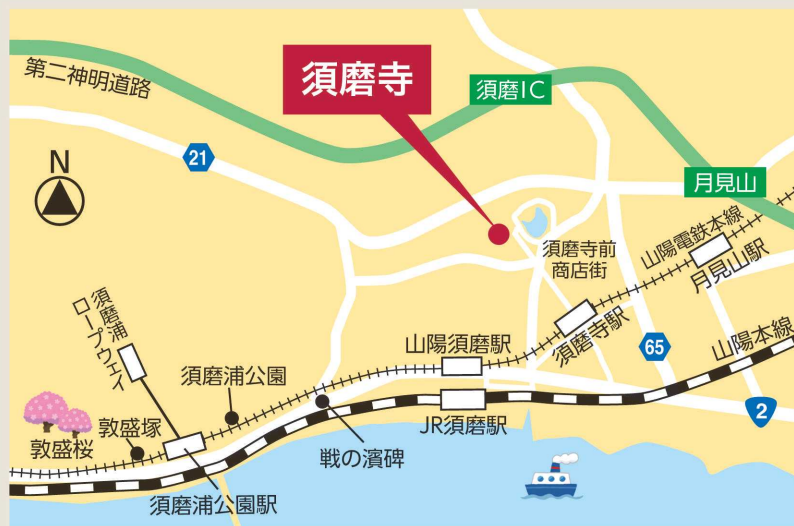 第二神明道路
須磨寺
須磨IC
21
月見山
N
須磨寺前
商店街
山陽電鉄本線
月見山駅
須磨浦
ロープウェイ
須磨寺駅
山陽須磨駅
65
山陽本線
須磨浦公園
2
敦盛塚
敦盛桜
戦の濱碑
JR須磨駅
須磨浦公園駅